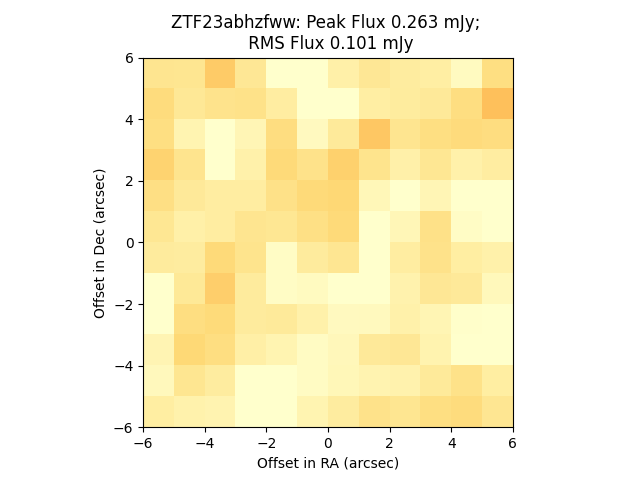 ZTF23abhzfww: Peak Flux 0.263 mJy;
RMS Flux 0.101 mJy
6
4
2
0
−2
−4
−6
Offset in Dec (arcsec)
−6 −4 −2 0 2 4 6
Offset in RA (arcsec)